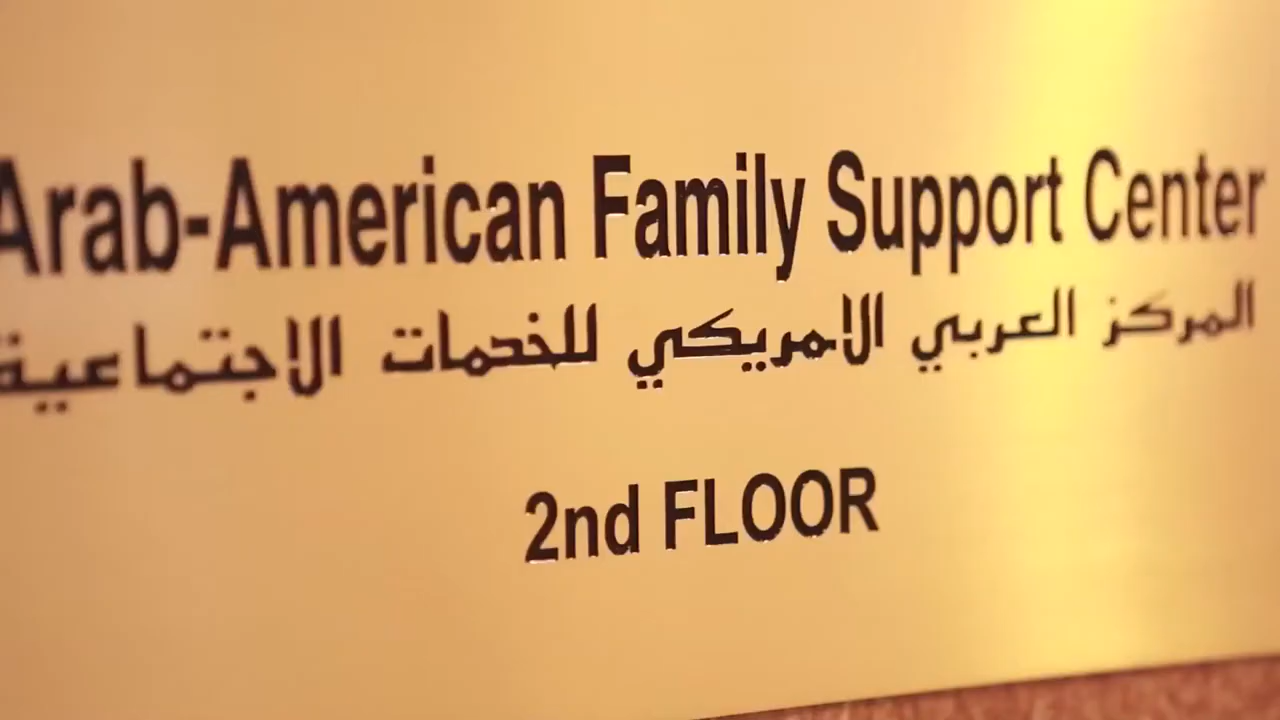 Arab-American Family Support Center
المركز العربي الامريكي للخدمات الاجتماعية
2nd FLOOR